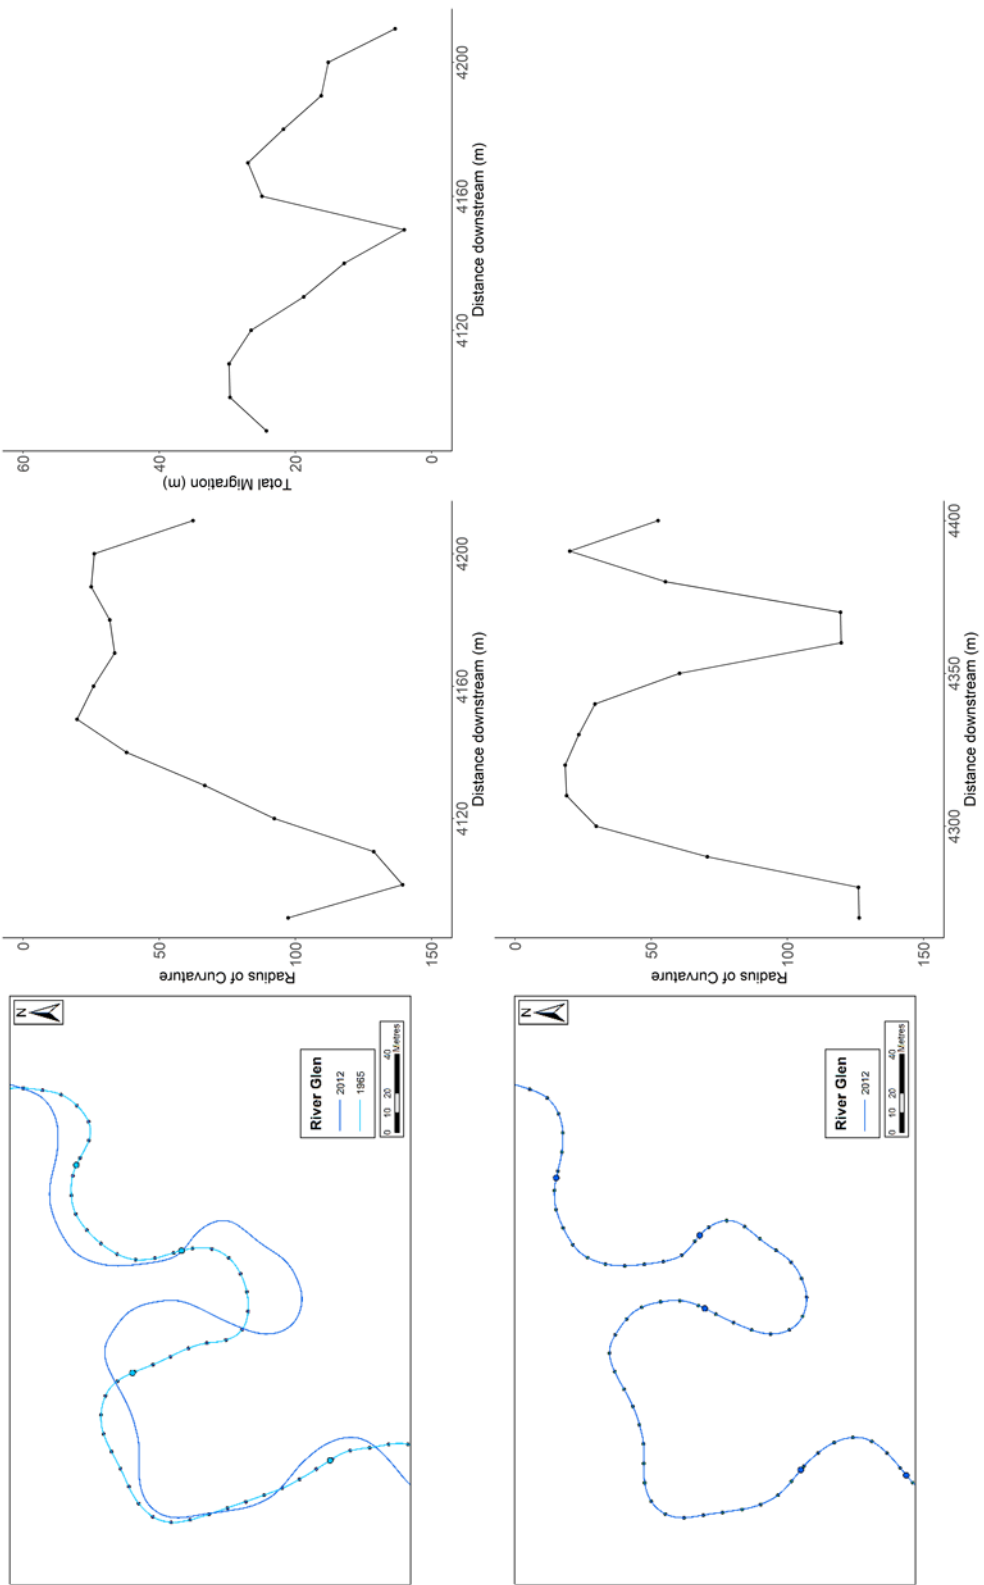 N
River Glen
2012
1965
0 10 20 40
Metres
Radius of Curvature
0
50
100
150
4120
4160
4200
Distance downstream (m)
Total Migration (m)
60
40
20
0
4120
4160
4200
Distance downstream (m)
N
River Glen
2012
0 10 20 40
Metres
Radius of Curvature
0
50
100
150
4300
4350
4400
Distance downstream (m)